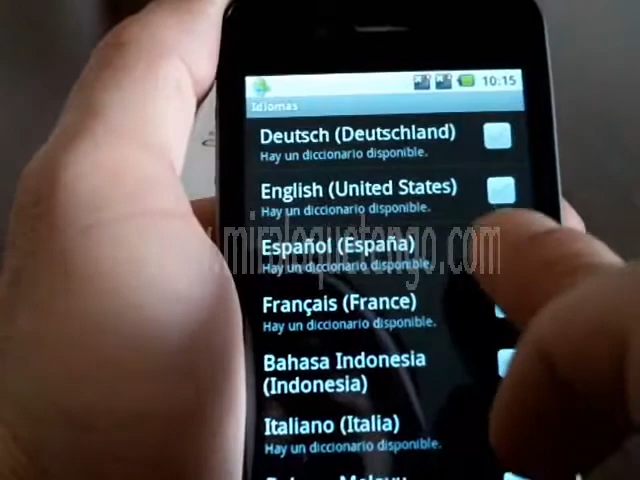 10:15
Idiomas
Deutsch (Deutschland)
Hay un diccionario disponible.
English (United States)
Hay un diccionario disponible.
www.miraloquetengo.com
Español (España)
Hay un diccionario disponible.
Français (France)
Hay un diccionario disponible.
Bahasa Indonesia
(Indonesia)
Italiano (Italia)
Hay un diccionario disponible.